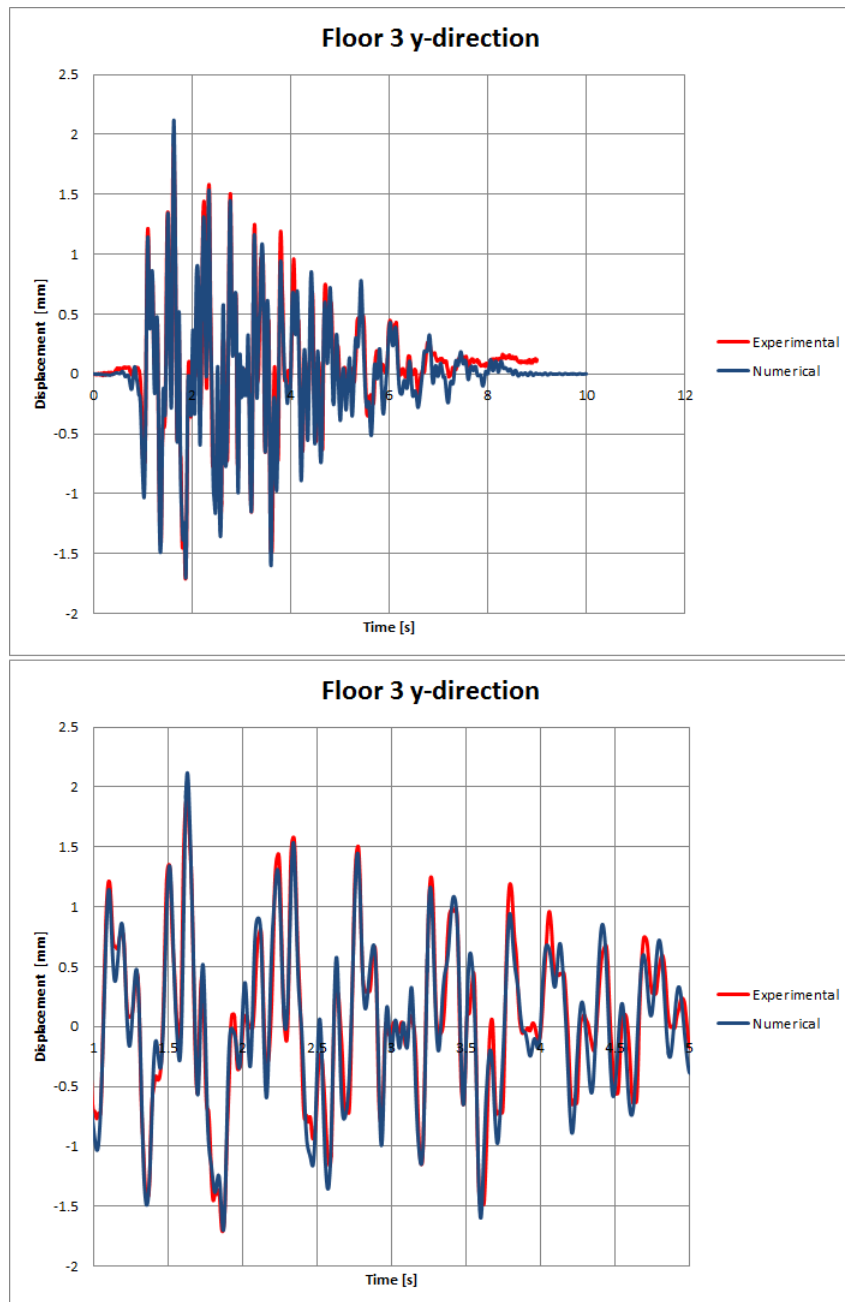 Floor 3 y-direction
2.5
2
1.5
1
0.5
0
-0.5
-1
-1.5
-2
0 2 4 6 8 10 12
Displacement [mm]
Time [s]
Experimental
Numerical
Floor 3 y-direction
2.5
2
1.5
1
0.5
0
-0.5
-1
-1.5
-2
1 1.5 2 2.5 3 3.5 4 4.5 5
Displacement [mm]
Time [s]
Experimental
Numerical